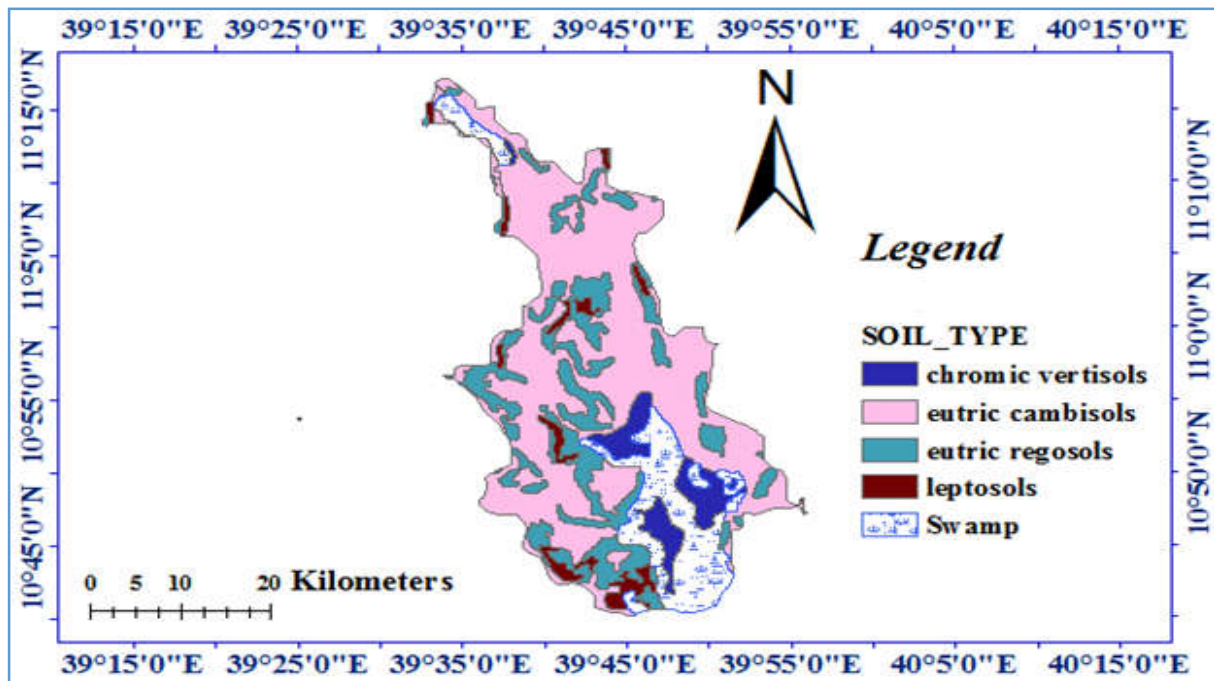 39°15'0"E 39°25'0"E 39°35'0"E 39°45'0"E 39°55'0"E 40°5'0"E 40°15'0"E
11°15'0"N
11°5'0"N
10°55'0"N
10°45'0"N
N
11°10'0"N
11°0'0"N
10°50'0"N
Legend
SOIL_TYPE
chromic vertisols
eutric cambisols
eutric regosols
leptosols
Swamp
0 5 10 20 Kilometers
39°15'0"E 39°25'0"E 39°35'0"E 39°45'0"E 39°55'0"E 40°5'0"E 40°15'0"E